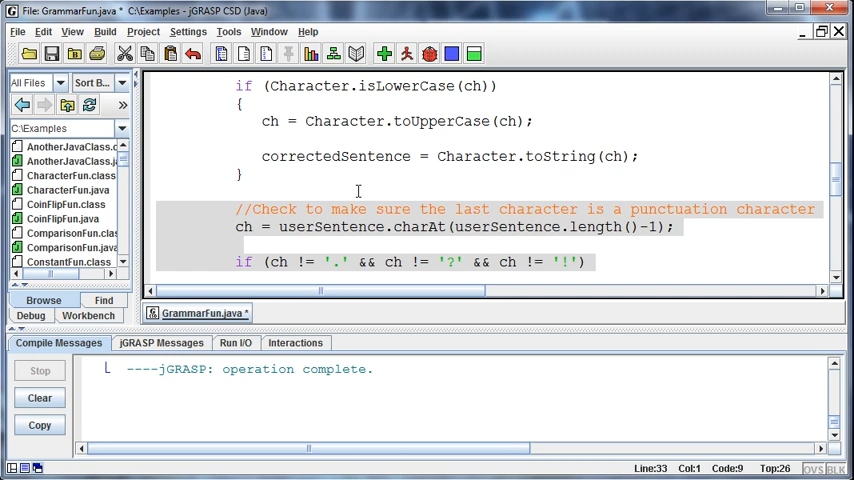 File: GrammarFun.java * C:\Examples - jGRASP CSD (Java)
File Edit View Build Project Settings Tools Window Help
All Files Sort B...
C:\Examples
AnotherJavaClass.c
AnotherJavaClass.j
CharacterFun.class
CharacterFun.java
CoinFlipFun.class
CoinFlipFun.java
ComparisonFun.clas
ComparisonFun.java
ConstantFun.class
Browse Find
Debug Workbench
if (Character.isLowerCase(ch))
{
ch = Character.toUpperCase(ch);
correctedSentence = Character.toString(ch);
}
//Check to make sure the last character is a punctuation character
ch = userSentence.charAt(userSentence.length()-1);
if (ch != '.' && ch != '?' && ch != '!')
GrammarFun.java *
Compile Messages jGRASP Messages Run I/O Interactions
Stop
Clear
Copy
----jGRASP: operation complete.
Line:33 Col:1 Code:9 Top:26 OVS BLK